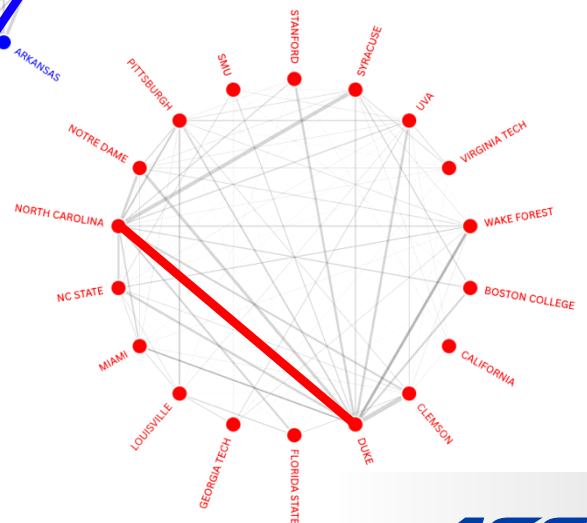 ARKANSAS
STANFORD
SYRACUSE
SMU
UVA
PITTSBURGH
VIRGINIA TECH
NOTRE DAME
WAKE FOREST
NORTH CAROLINA
BOSTON COLLEGE
NC STATE
CALIFORNIA
MIAMI
CLEMSON
LOUISVILLE
DUKE
GEORGIA TECH
FLORIDA STATE